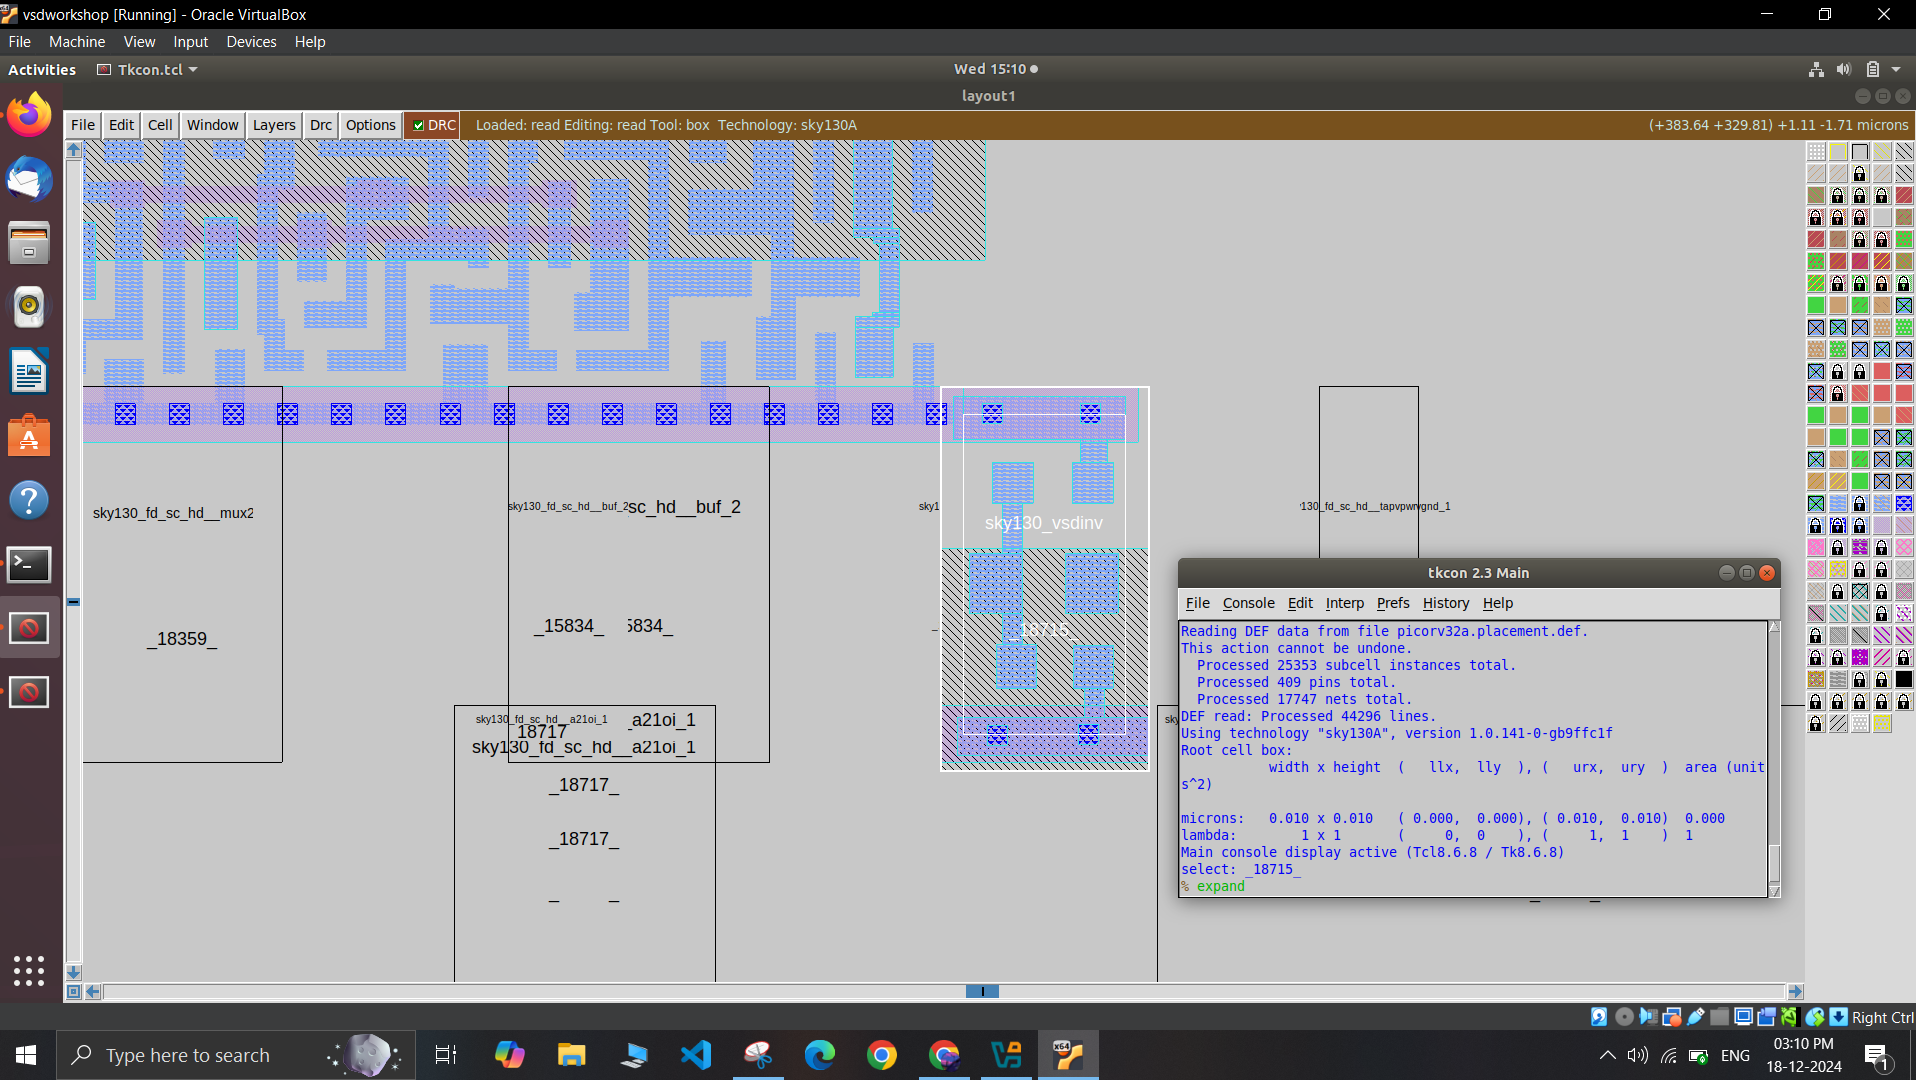 vsdworkshop [Running] - Oracle VirtualBox
File Machine View Input Devices Help
Activities Tkcon.tcl Wed 15:10
layout1
File Edit Cell Window Layers Drc Options DRC Loaded: read Editing: read Tool: box Technology: sky130A (+383.64 +329.81) +1.11 -1.71 microns
sky130_fd_sc_hd__mux2
_18359_
sky130_fd_sc_hd__buf_2
sc_hd__buf_2
_15834_
5834_
sky130_fd_sc_hd__a21oi_1
_a21oi_1
18717
sky130_fd_sc_hd__a21oi_1
_18717_
_18717_
sky1
sky130_vsdinv
_18715_
130_fd_sc_hd__tapvpwrvgnd_1
sky
tkcon 2.3 Main
File Console Edit Interp Prefs History Help
Reading DEF data from file picorv32a.placement.def.
This action cannot be undone.
Processed 25353 subcell instances total.
Processed 409 pins total.
Processed 17747 nets total.
DEF read: Processed 44296 lines.
Using technology "sky130A", version 1.0.141-0-gb9ffc1f
Root cell box:
width x height ( llx, lly ), ( urx, ury ) area (unit
s^2)
microns: 0.010 x 0.010 ( 0.000, 0.000), ( 0.010, 0.010) 0.000
lambda: 1 x 1 ( 0, 0 ), ( 1, 1 ) 1
Main console display active (Tcl8.6.8 / Tk8.6.8)
select: _18715_
% expand
Right Ctrl
Type here to search
x64
ENG
03:10 PM
18-12-2024
1